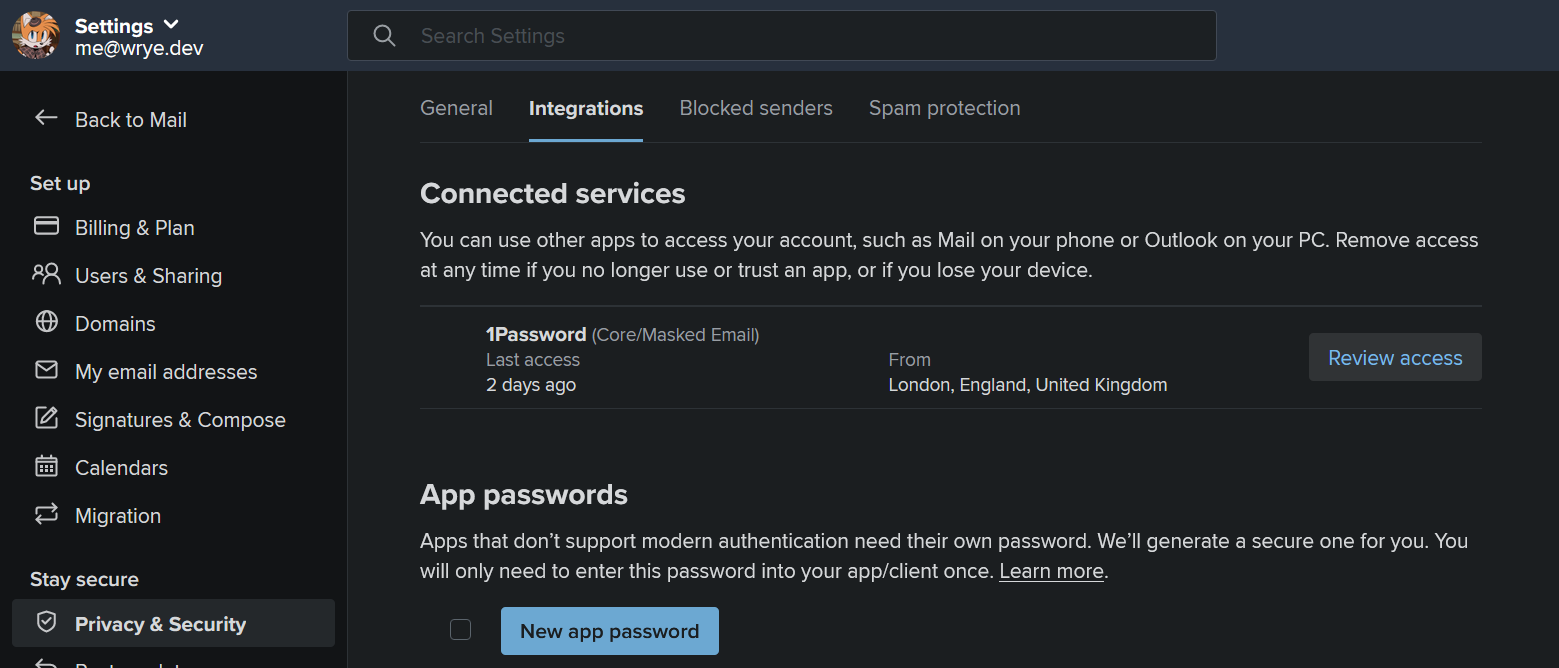 Settings
me@wrye.dev
Search Settings
Back to Mail
Set up
Billing & Plan
Users & Sharing
Domains
My email addresses
Signatures & Compose
Calendars
Migration
Stay secure
Privacy & Security
General
Integrations
Blocked senders
Spam protection
Connected services
You can use other apps to access your account, such as Mail on your phone or Outlook on your PC. Remove access
at any time if you no longer use or trust an app, or if you lose your device.
1Password (Core/Masked Email)
Last access
2 days ago
From
London, England, United Kingdom
Review access
App passwords
Apps that don’t support modern authentication need their own password. We’ll generate a secure one for you. You
will only need to enter this password into your app/client once. Learn more.
New app password